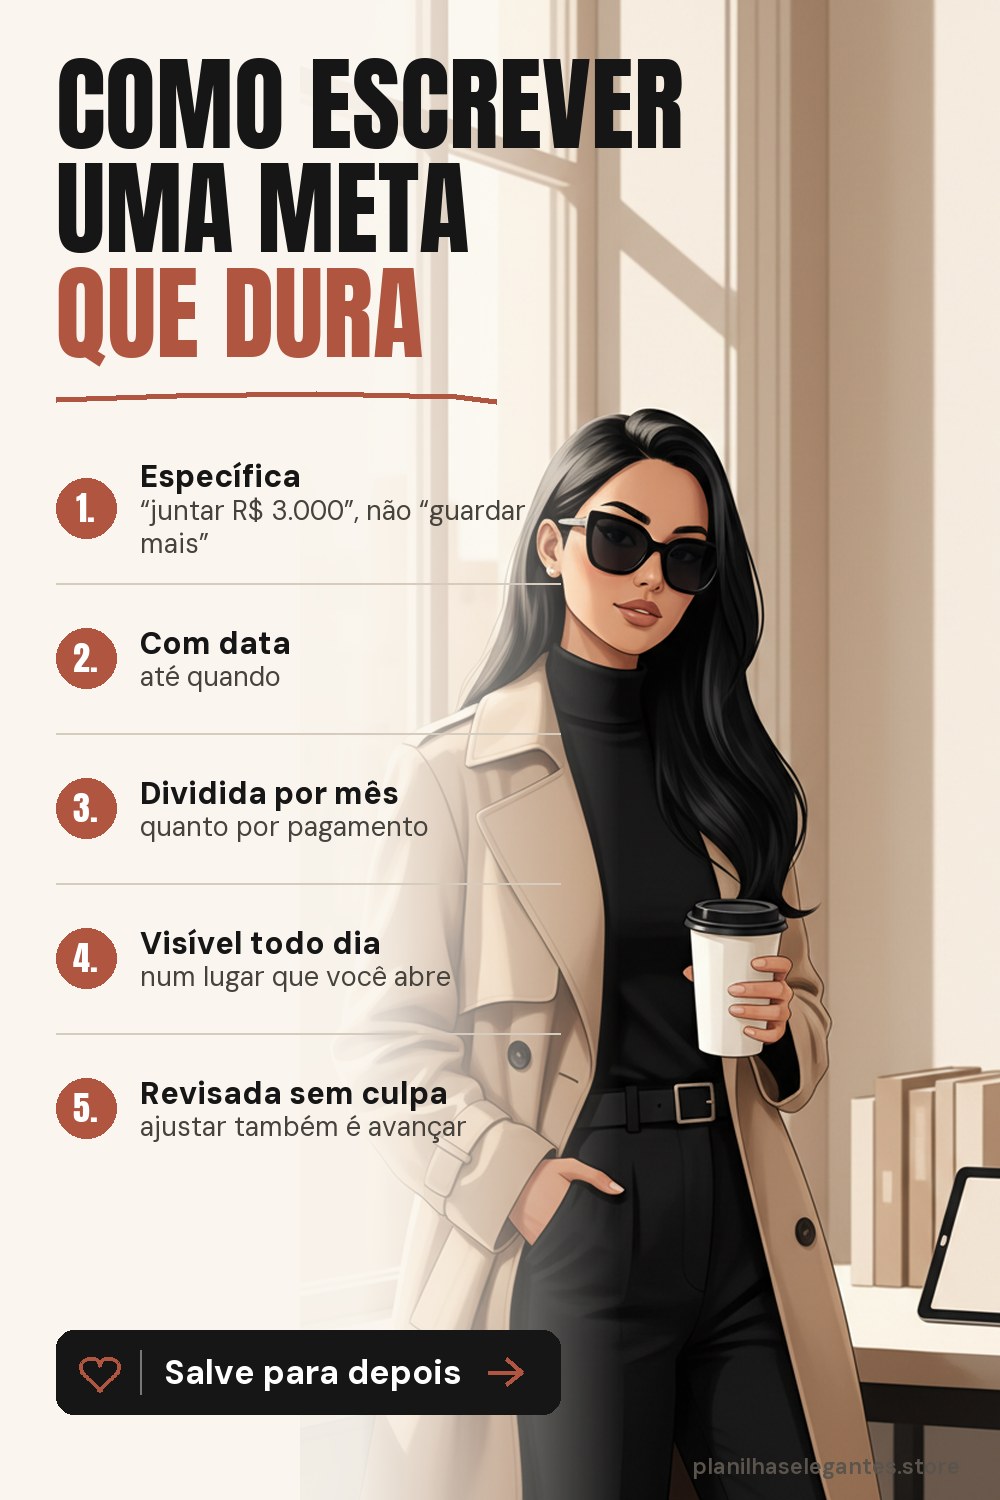 COMO ESCREVER
UMA META
QUE DURA
1.
Específica
“juntar R$ 3.000”, não “guardar
mais”
2.
Com data
até quando
3.
Dividida por mês
quanto por pagamento
4.
Visível todo dia
num lugar que você abre
5.
Revisada sem culpa
ajustar também é avançar
Salve para depois
planilhaselegantes.store